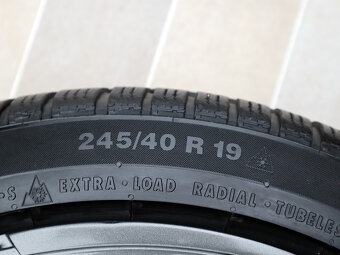 245/40 R 19
S EXTRA · LOAD RADIAL · TUBELES